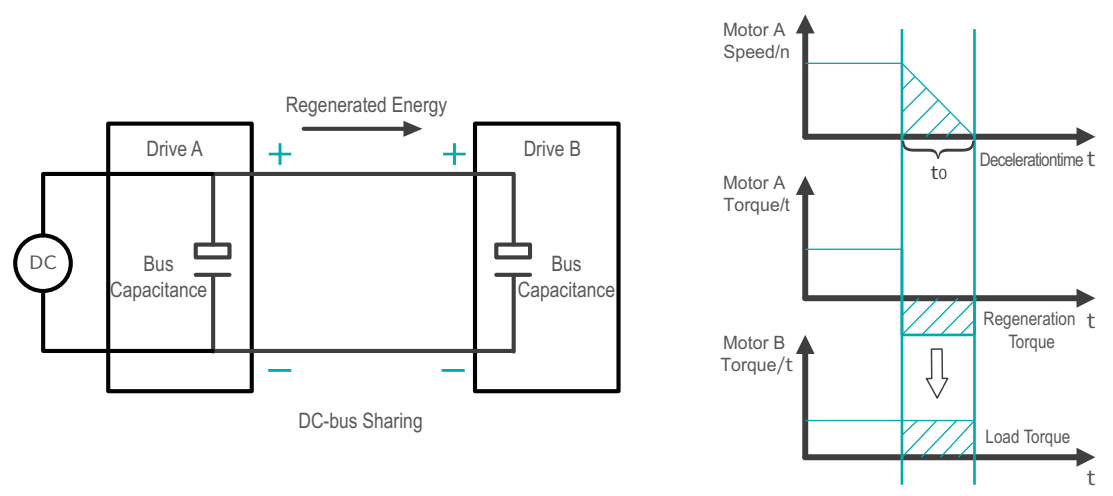 Regenerated Energy
Drive A
Drive B
+
+
DC
Bus
Capacitance
Bus
Capacitance
−
−
DC-bus Sharing
Motor A
Speed/n
t0
Decelerationtime t
Motor A
Torque/t
Regeneration t
Torque
Motor B
Torque/t
Load Torque
t